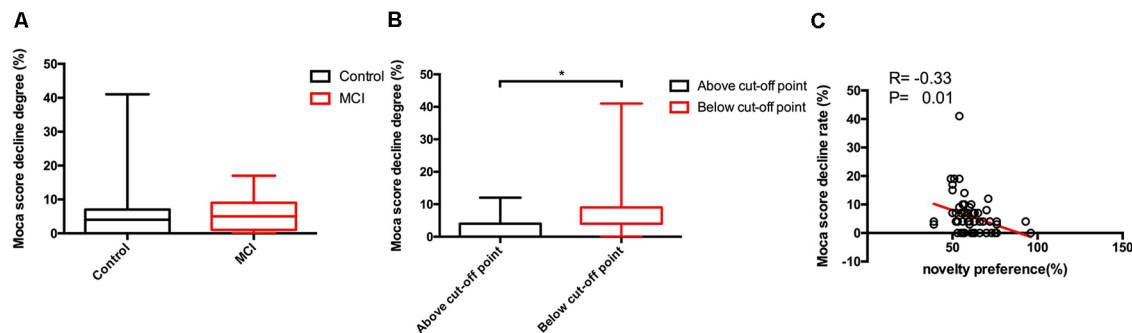 A
Moca score decline degree (%)
50
40
30
20
10
0
Control
MCI
Control
MCI
B
Moca score decline degree (%)
50
40
30
20
10
0
*
Above cut-off point
Below cut-off point
Above cut-off point
Below cut-off point
C
R= -0.33
P= 0.01
Moca score decline rate (%)
50
40
30
20
10
0
-10
50
100
150
novelty preference(%)